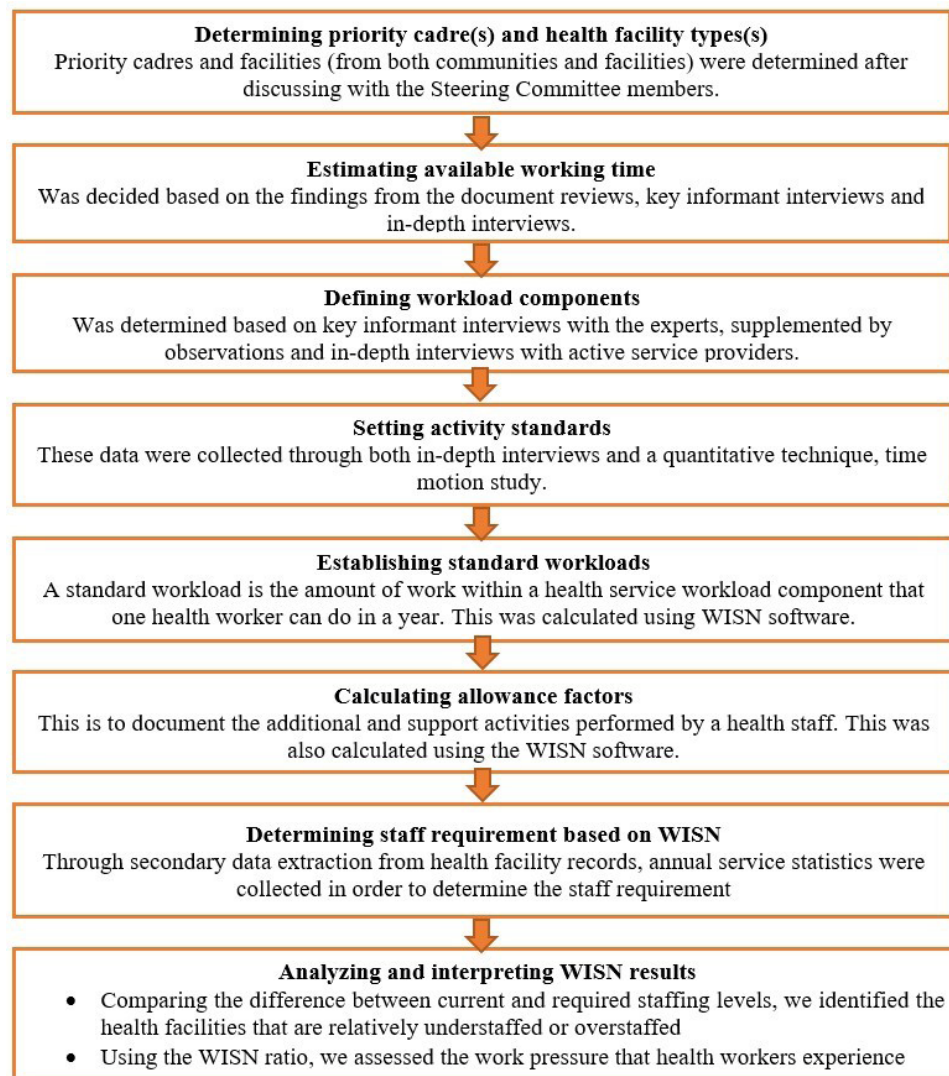 Determining priority cadre(s) and health facility types(s)
Priority cadres and facilities (from both communities and facilities) were determined after
discussing with the Steering Committee members.
Estimating available working time
Was decided based on the findings from the document reviews, key informant interviews and
in-depth interviews.
Defining workload components
Was determined based on key informant interviews with the experts, supplemented by
observations and in-depth interviews with active service providers.
Setting activity standards
These data were collected through both in-depth interviews and a quantitative technique, time
motion study.
Establishing standard workloads
A standard workload is the amount of work within a health service workload component that
one health worker can do in a year. This was calculated using WISN software.
Calculating allowance factors
This is to document the additional and support activities performed by a health staff. This was
also calculated using the WISN software.
Determining staff requirement based on WISN
Through secondary data extraction from health facility records, annual service statistics were
collected in order to determine the staff requirement
Analyzing and interpreting WISN results
• Comparing the difference between current and required staffing levels, we identified the
health facilities that are relatively understaffed or overstaffed
• Using the WISN ratio, we assessed the work pressure that health workers experience